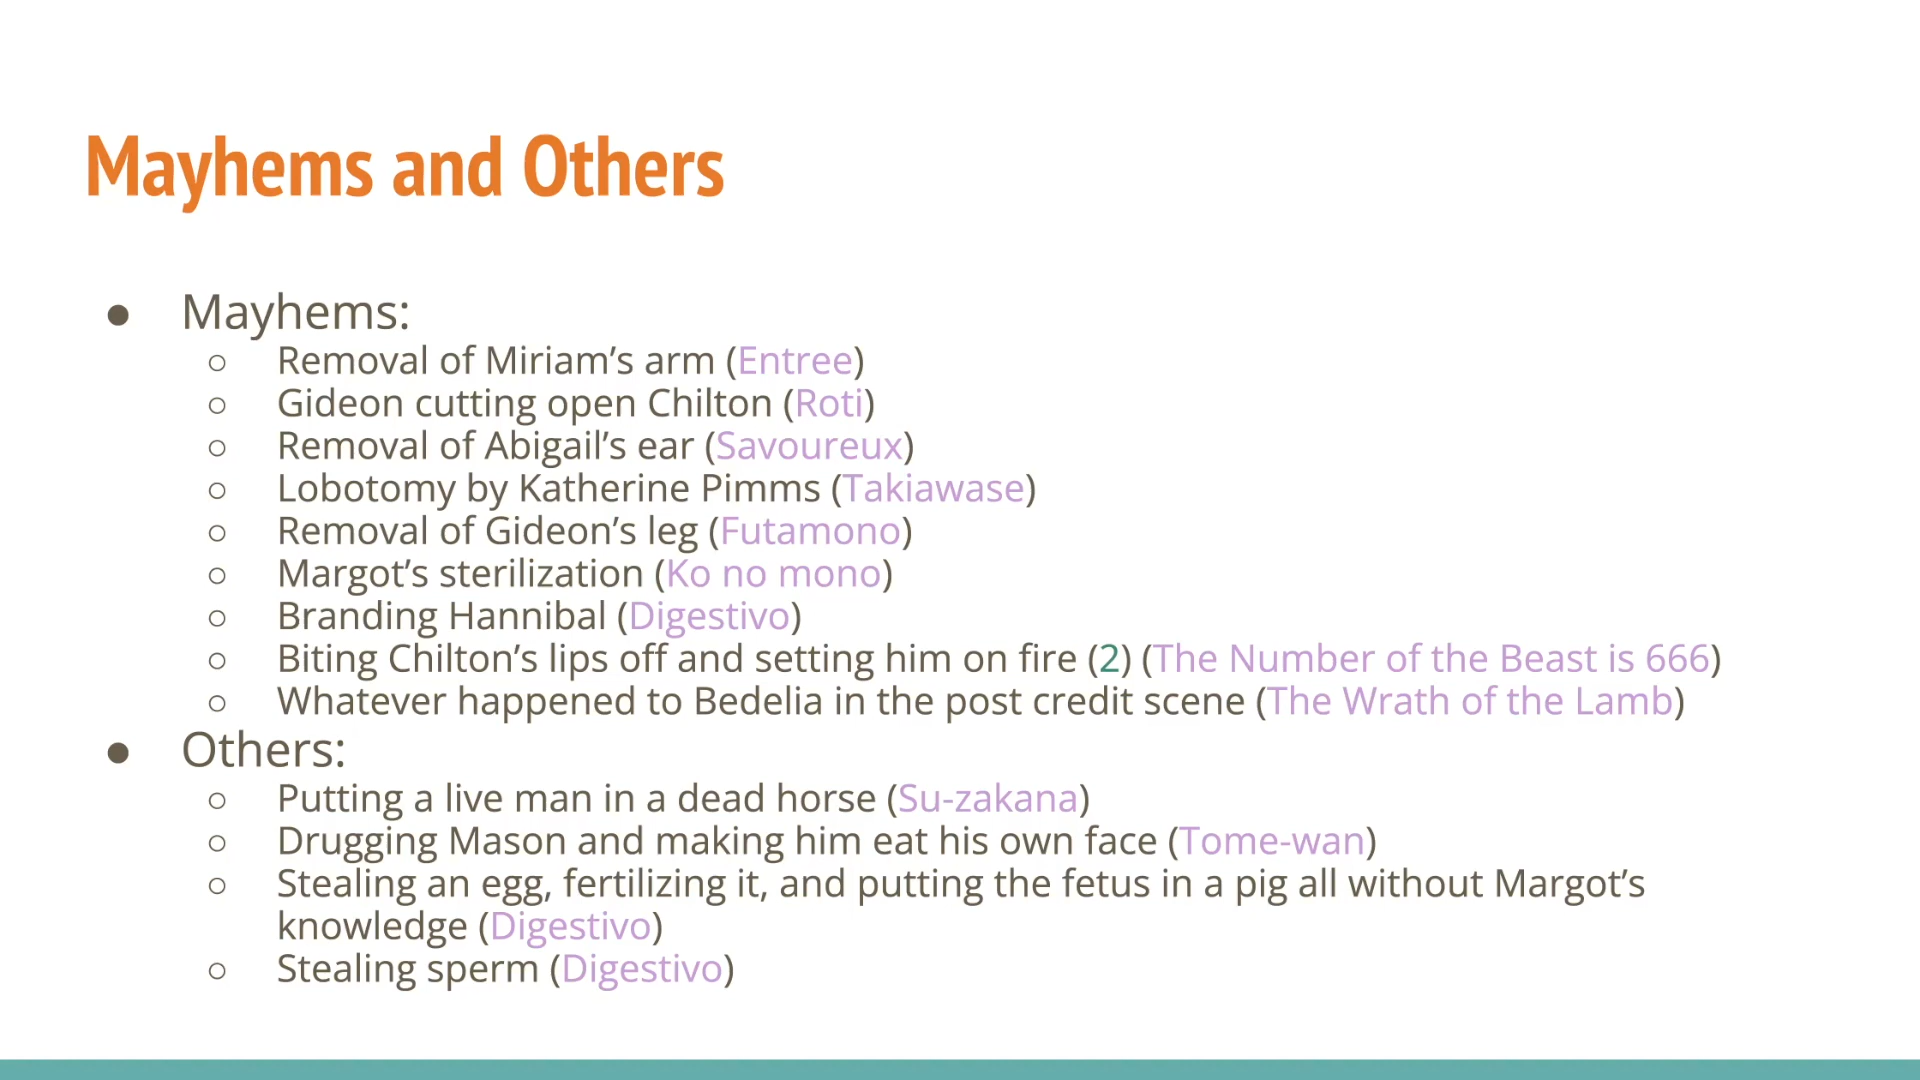 Mayhems and Others
● Mayhems:
○ Removal of Miriam’s arm (Entree)
○ Gideon cutting open Chilton (Roti)
○ Removal of Abigail’s ear (Savoureux)
○ Lobotomy by Katherine Pimms (Takiawase)
○ Removal of Gideon’s leg (Futamono)
○ Margot’s sterilization (Ko no mono)
○ Branding Hannibal (Digestivo)
○ Biting Chilton’s lips off and setting him on fire (2) (The Number of the Beast is 666)
○ Whatever happened to Bedelia in the post credit scene (The Wrath of the Lamb)
● Others:
○ Putting a live man in a dead horse (Su-zakana)
○ Drugging Mason and making him eat his own face (Tome-wan)
○ Stealing an egg, fertilizing it, and putting the fetus in a pig all without Margot’s
knowledge (Digestivo)
○ Stealing sperm (Digestivo)